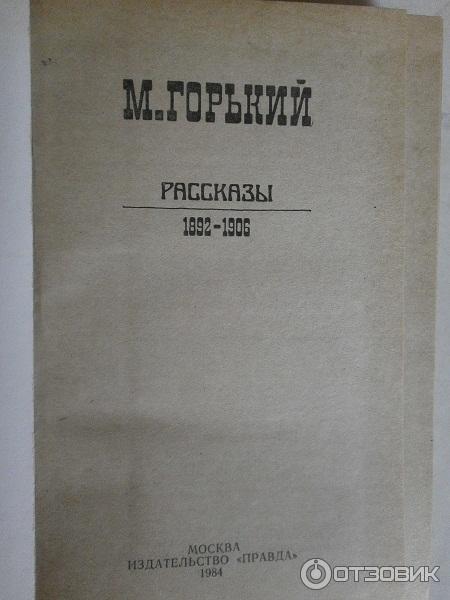 М.ГОРЬКИЙ
РАССКАЗЫ
1892-1906
МОСКВА
ИЗДАТЕЛЬСТВО «ПРАВДА»
1984
ОТЗОВИК